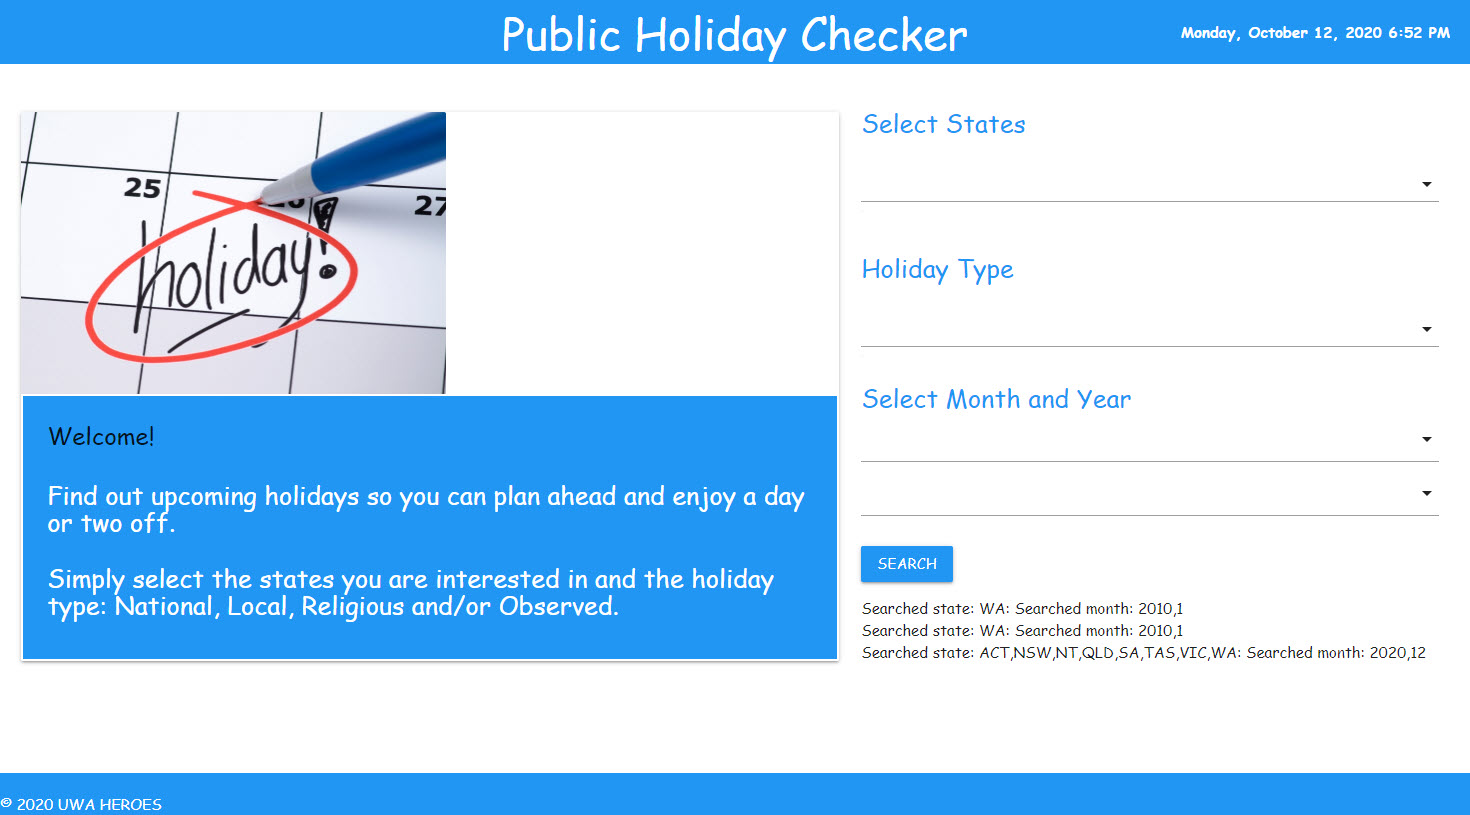 Public Holiday Checker
Monday, October 12, 2020 6:52 PM
25
27
holiday!
Welcome!
Find out upcoming holidays so you can plan ahead and enjoy a day
or two off.
Simply select the states you are interested in and the holiday
type: National, Local, Religious and/or Observed.
Select States
Holiday Type
Select Month and Year
SEARCH
Searched state: WA: Searched month: 2010,1
Searched state: WA: Searched month: 2010,1
Searched state: ACT,NSW,NT,QLD,SA,TAS,VIC,WA: Searched month: 2020,12
© 2020 UWA HEROES